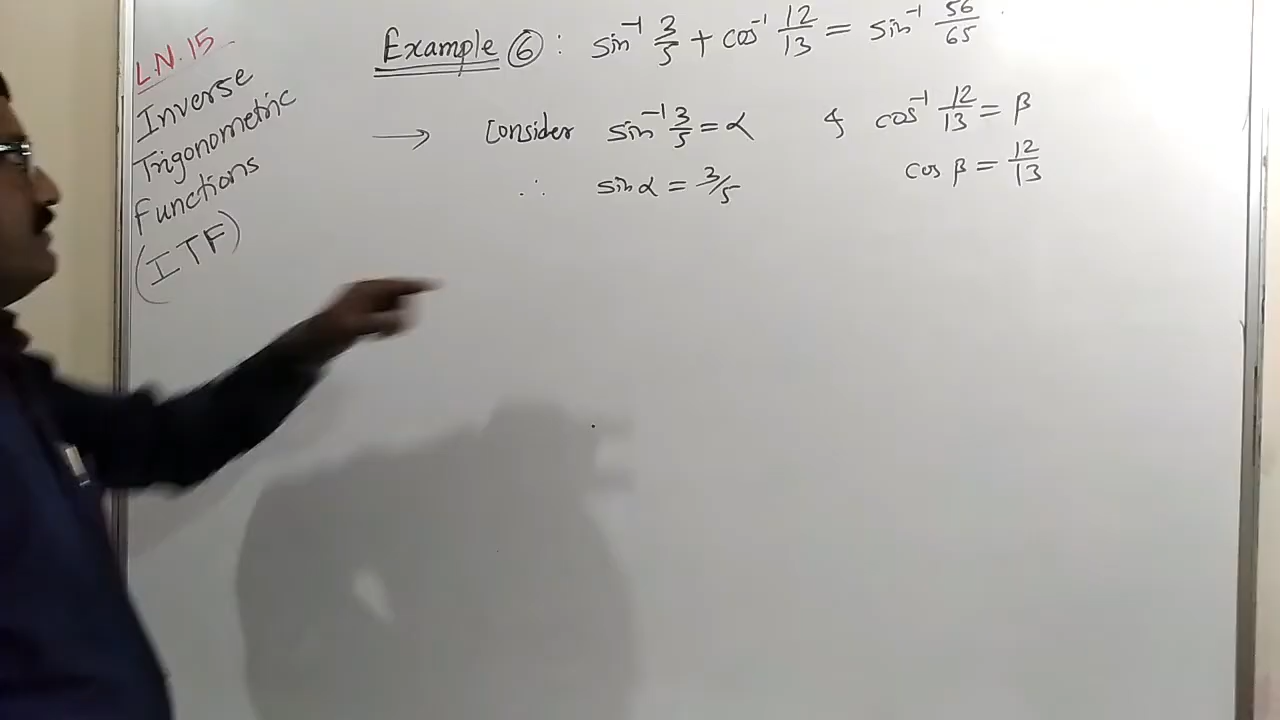 L.N.15
Inverse
Trigonometric
Functions
(ITF)
Example ⑥ : sin⁻¹ 3/5 + cos⁻¹ 12/13 = sin⁻¹ 56/65
→ Consider sin⁻¹ 3/5 = α & cos⁻¹ 12/13 = β
∴ sin α = 3/5 cos β = 12/13